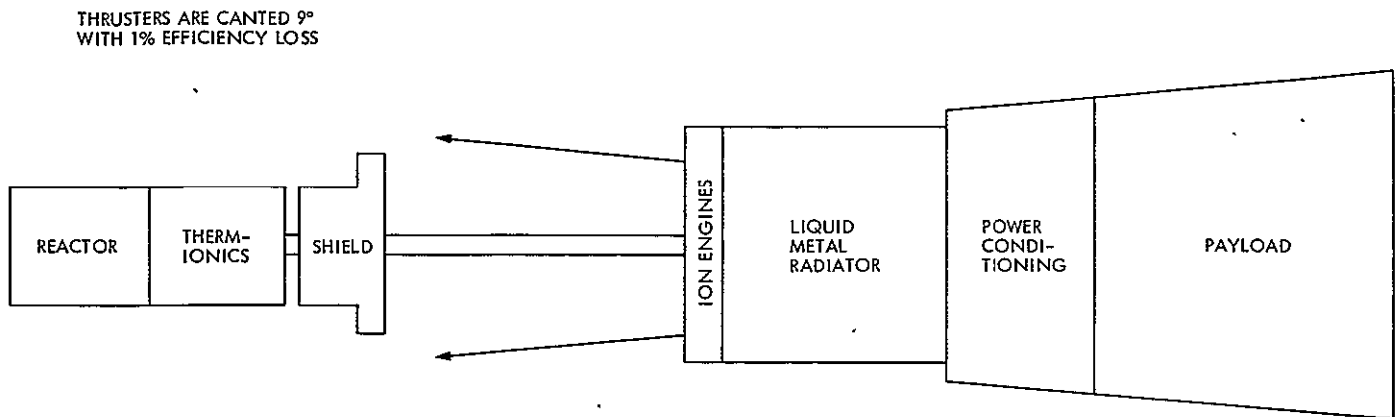 THRUSTERS ARE CANTED 9°
WITH 1% EFFICIENCY LOSS
REACTOR
THERM-
IONICS
SHIELD
ION ENGINES
LIQUID
METAL
RADIATOR
POWER
CONDI-
TIONING
PAYLOAD